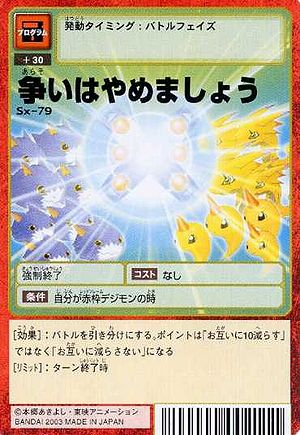 プログラム
発動タイミング：バトルフェイズ
+30
争いはやめましょう
Sx-79
強制終了
コスト なし
条件 自分が赤枠デジモンの時
[効果]：バトルを引き分けにする。ポイントは「お互いに10減らす」
ではなく「お互いに減らさない」になる
[リミット]：ターン終了時
©本郷あきよし・東映アニメーション
BANDAI 2003 MADE IN JAPAN